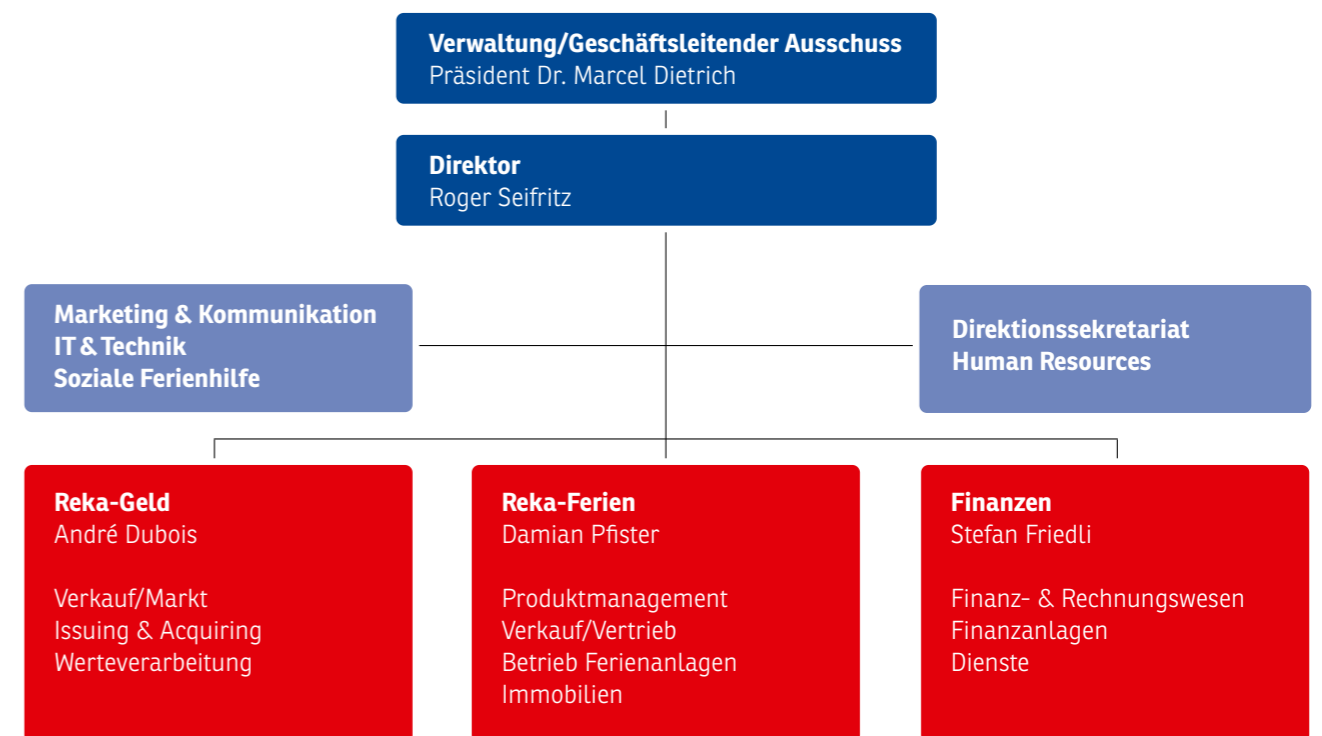 Verwaltung/Geschäftsleitender Ausschuss
Präsident Dr. Marcel Dietrich
Direktor
Roger Seifritz
Marketing & Kommunikation
IT & Technik
Soziale Ferienhilfe
Direktionssekretariat
Human Resources
Reka-Geld
André Dubois
Verkauf/Markt
Issuing & Acquiring
Werteverarbeitung
Reka-Ferien
Damian Pfister
Produktmanagement
Verkauf/Vertrieb
Betrieb Ferienanlagen
Immobilien
Finanzen
Stefan Friedli
Finanz- & Rechnungswesen
Finanzanlagen
Dienste